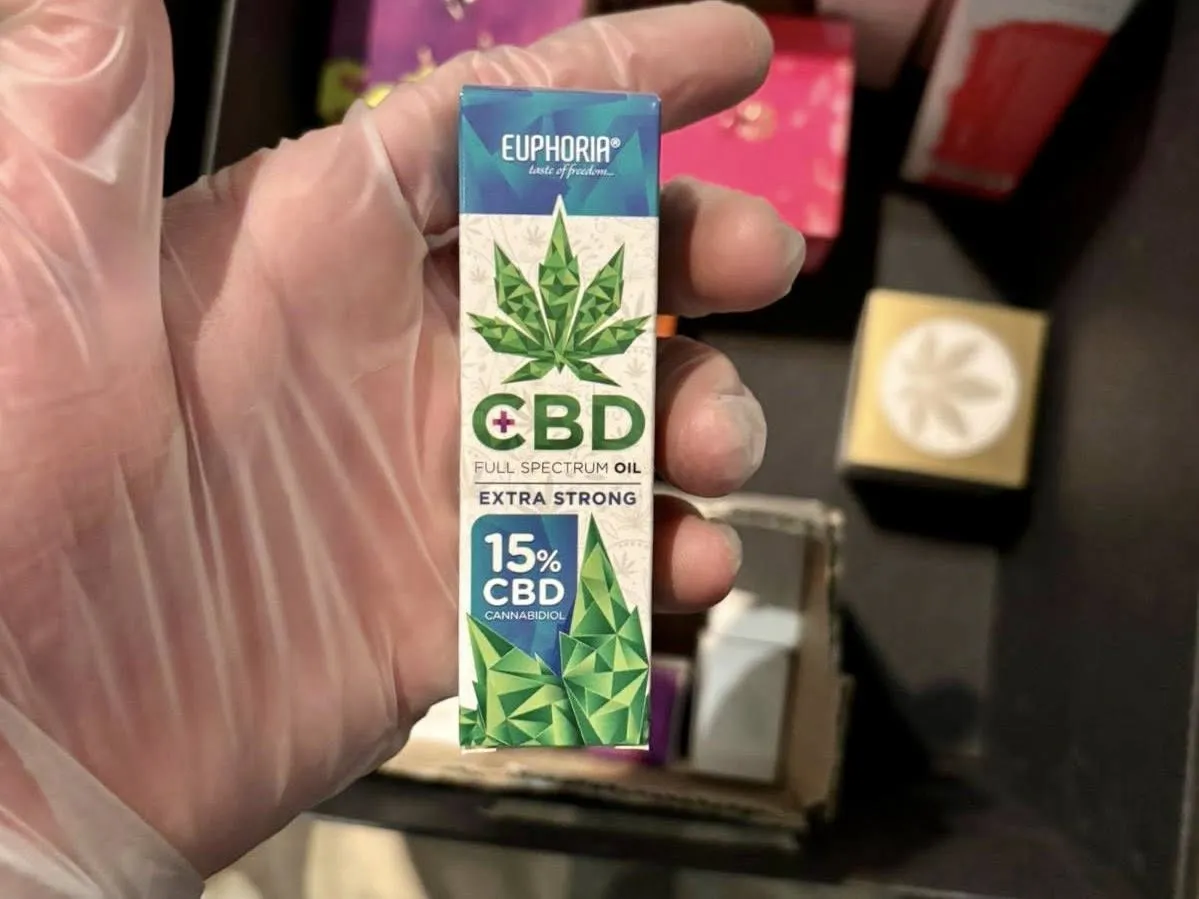 EUPHORIA®
taste of freedom...
CBD
FULL SPECTRUM OIL
EXTRA STRONG
15%
CBD
CANNABIDIOL